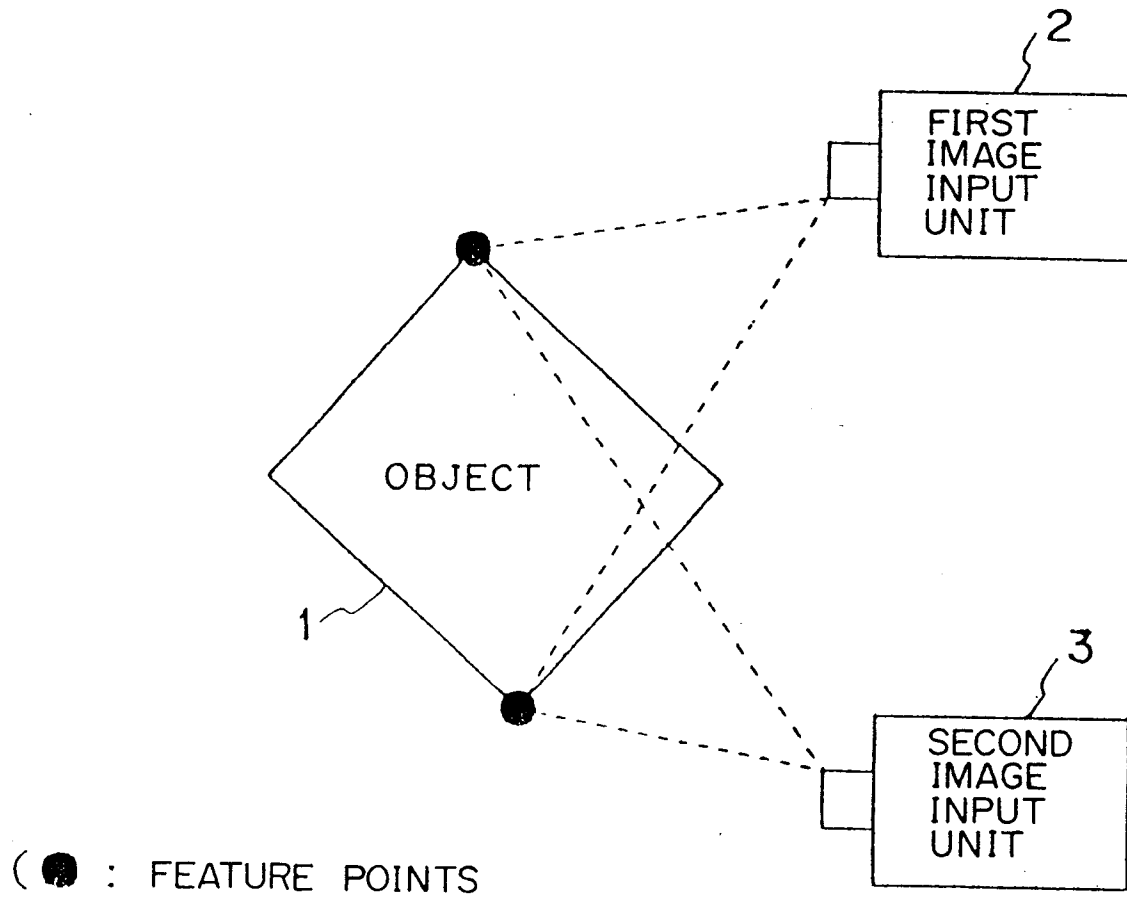 2
FIRST
IMAGE
INPUT
UNIT
OBJECT
1
3
SECOND
IMAGE
INPUT
UNIT
( ● : FEATURE POINTS